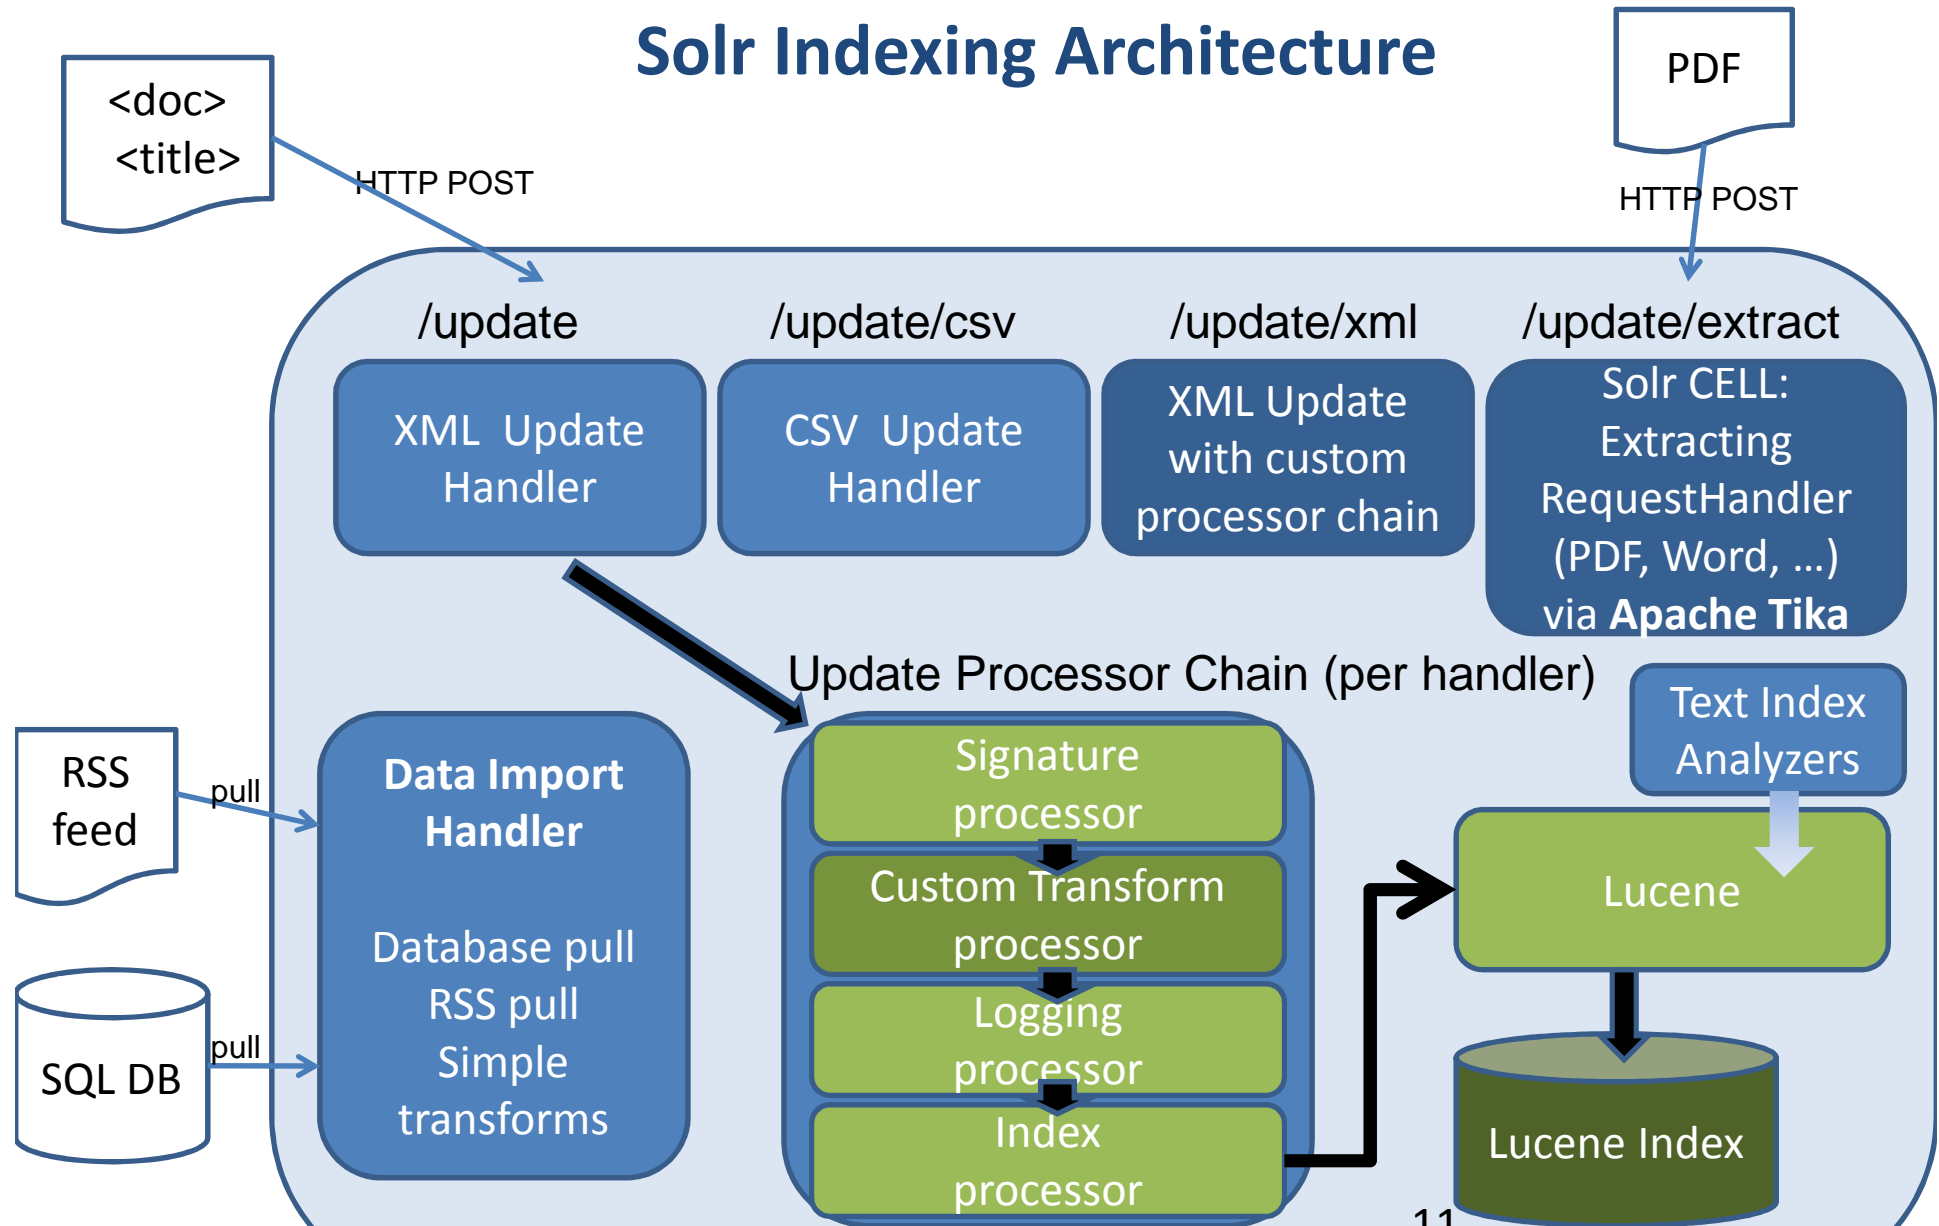 Solr Indexing Architecture
<doc>
<title>
PDF
HTTP POST
HTTP POST
/update
/update/csv
/update/xml
/update/extract
XML Update
Handler
CSV Update
Handler
XML Update
with custom
processor chain
Solr CELL:
Extracting
RequestHandler
(PDF, Word, …)
via Apache Tika
Update Processor Chain (per handler)
Text Index
Analyzers
RSS
feed
pull
Data Import
Handler
Database pull
RSS pull
Simple
transforms
SQL DB
pull
Signature
processor
Custom Transform
processor
Logging
processor
Index
processor
Lucene
Lucene Index
11